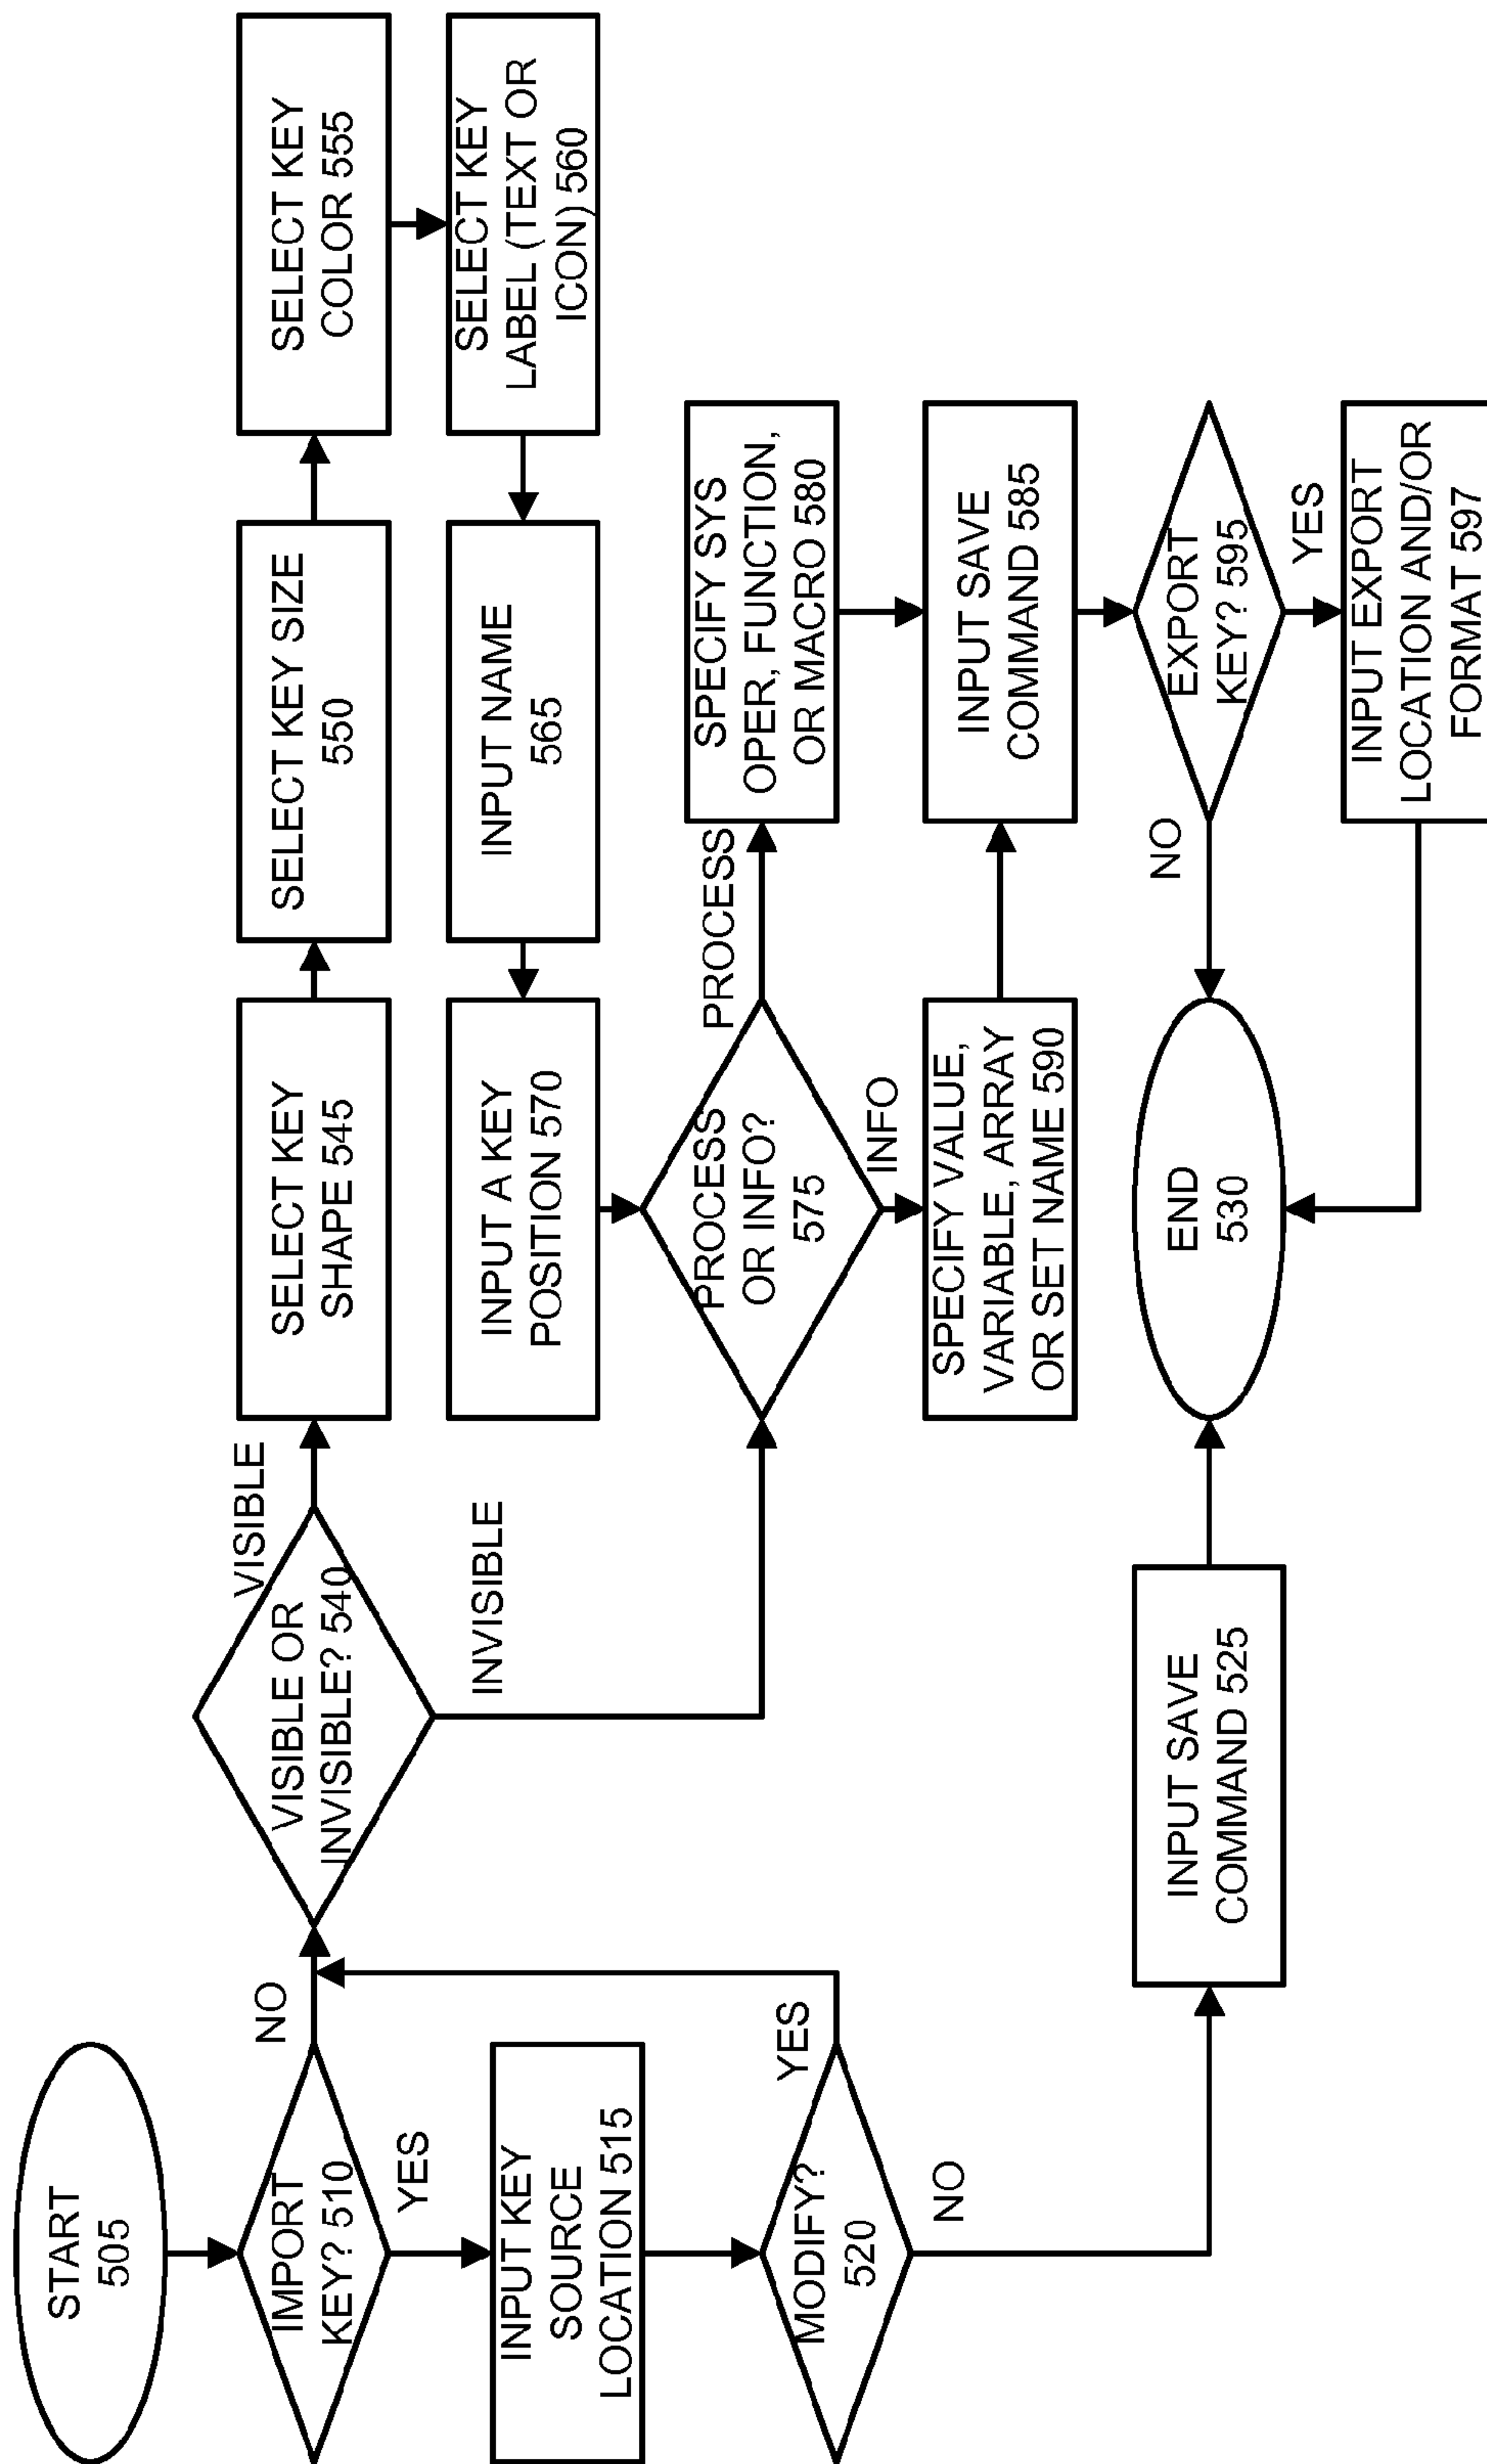 START
505
IMPORT
KEY? 510
NO
YES
INPUT KEY
SOURCE
LOCATION 515
MODIFY?
520
YES
NO
INPUT SAVE
COMMAND 525
VISIBLE OR
INVISIBLE? 540
VISIBLE
INVISIBLE
SELECT KEY
SHAPE 545
SELECT KEY SIZE
550
SELECT KEY
COLOR 555
SELECT KEY
LABEL (TEXT OR
ICON) 560
INPUT NAME
565
INPUT A KEY
POSITION 570
PROCESS
OR INFO?
575
PROCESS
INFO
SPECIFY SYS
OPER, FUNCTION,
OR MACRO 580
SPECIFY VALUE,
VARIABLE, ARRAY
OR SET NAME 590
INPUT SAVE
COMMAND 585
EXPORT
KEY? 595
NO
YES
INPUT EXPORT
LOCATION AND/OR
FORMAT 597
END
530